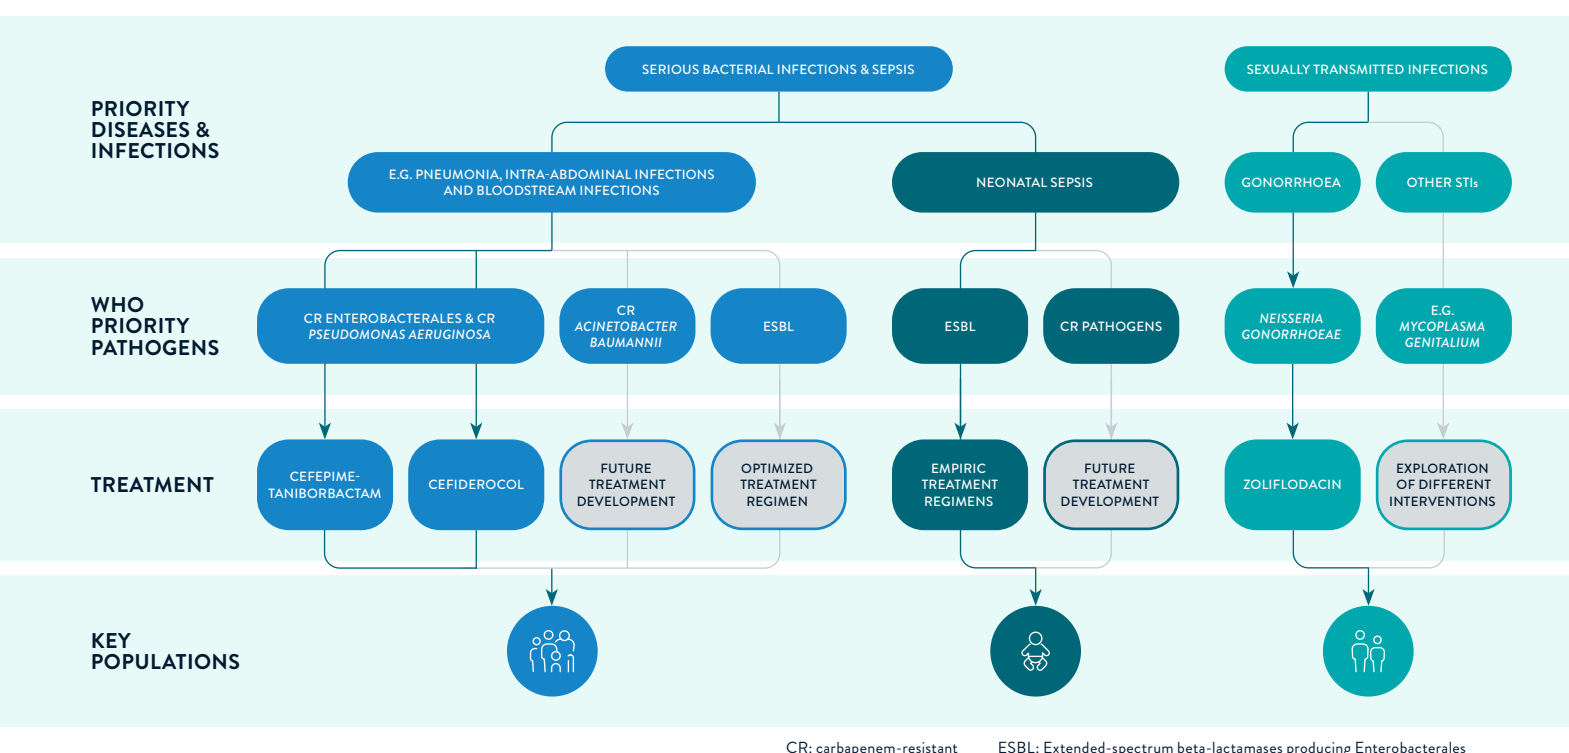 SERIOUS BACTERIAL INFECTIONS & SEPSIS
SEXUALLY TRANSMITTED INFECTIONS
PRIORITY
DISEASES &
INFECTIONS
E.G. PNEUMONIA, INTRA-ABDOMINAL INFECTIONS
AND BLOODSTREAM INFECTIONS
NEONATAL SEPSIS
GONORRHOEA
OTHER STIs
WHO
PRIORITY
PATHOGENS
CR ENTEROBACTERALES & CR
PSEUDOMONAS AERUGINOSA
CR
ACINETOBACTER
BAUMANNII
ESBL
ESBL
CR PATHOGENS
NEISSERIA
GONORRHOEAE
E.G.
MYCOPLASMA
GENITALIUM
TREATMENT
CEFEPIME-
TANIBORBACTAM
CEFIDEROCOL
FUTURE
TREATMENT
DEVELOPMENT
OPTIMIZED
TREATMENT
REGIMEN
EMPIRIC
TREATMENT
REGIMENS
FUTURE
TREATMENT
DEVELOPMENT
ZOLIFLODACIN
EXPLORATION
OF DIFFERENT
INTERVENTIONS
KEY
POPULATIONS
CR: carbapenem-resistant
ESBL: Extended-spectrum beta-lactamases producing Enterobacterales